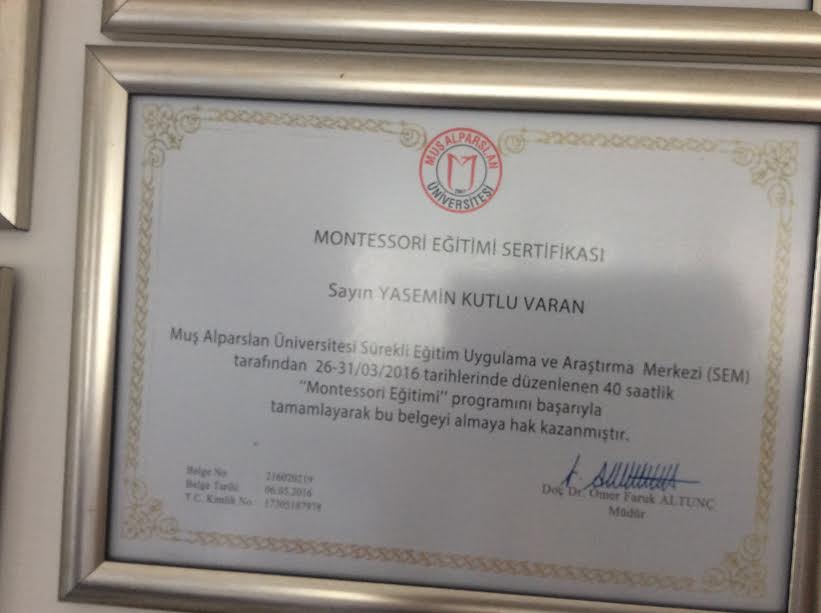 MUŞ ALPARSLAN
2007
ÜNİVERSİTESİ
MONTESSORİ EĞİTİMİ SERTİFİKASI
Sayın YASEMİN KUTLU VARAN
Muş Alparslan Üniversitesi Sürekli Eğitim Uygulama ve Araştırma Merkezi (SEM)
tarafından 26-31/03/2016 tarihlerinde düzenlenen 40 saatlik
"Montessori Eğitimi" programını başarıyla
tamamlayarak bu belgeyi almaya hak kazanmıştır.
Belge No : 216020219
Belge Tarihi : 06.05.2016
T.C. Kimlik No : 17305187978
Doç. Dr. Ömer Faruk ALTUNÇ
Müdür